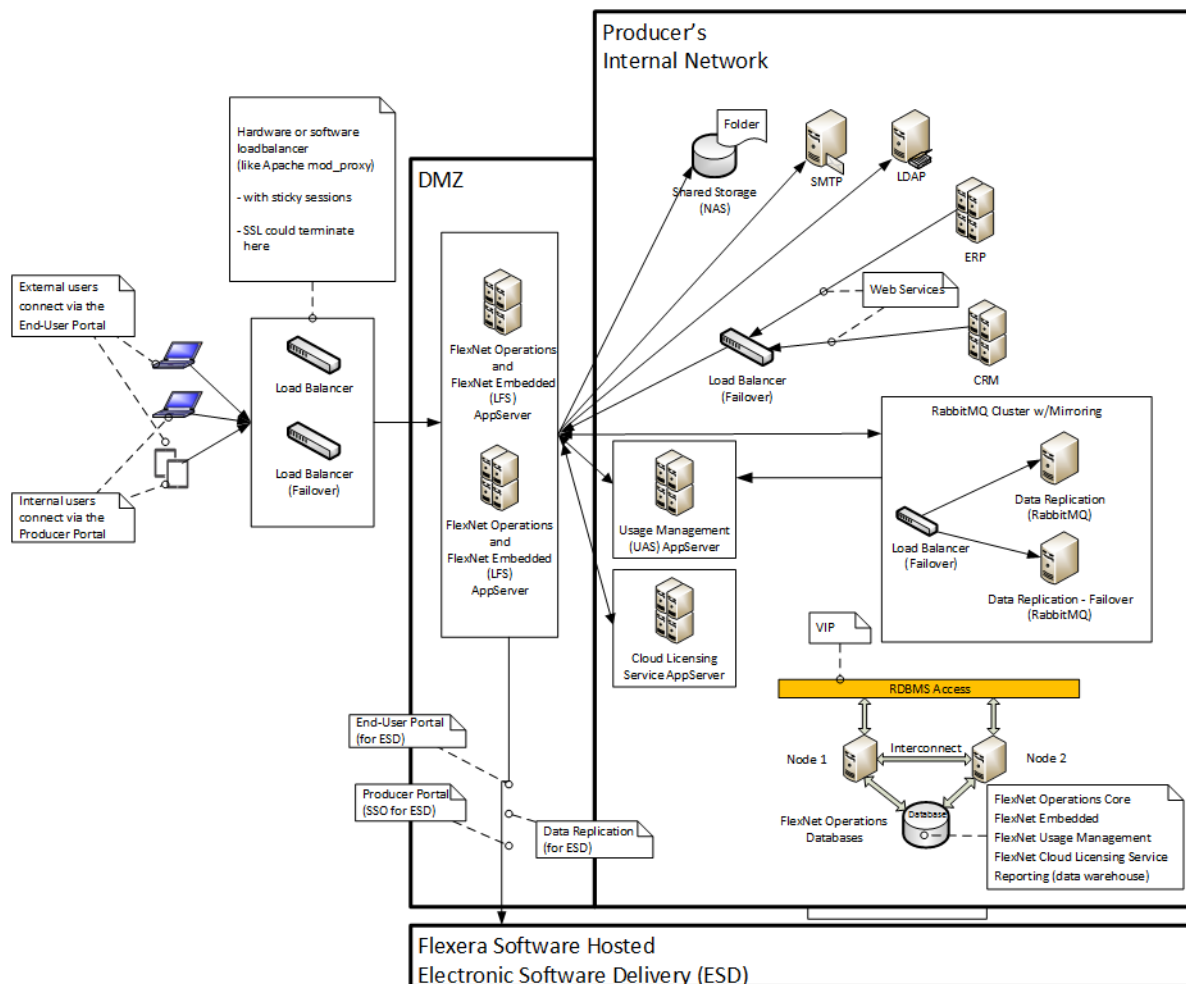 Producer's
Internal Network
Hardware or software
loadbalancer
(like Apache mod_proxy)
- with sticky sessions
- SSL could terminate
here
DMZ
Folder
Shared Storage
(NAS)
SMTP
LDAP
ERP
Web Services
Load Balancer
(Failover)
CRM
External users
connect via the
End-User Portal
Load Balancer
Load Balancer
(Failover)
Internal users
connect via the
Producer Portal
FlexNet Operations
and
FlexNet Embedded
(LFS)
AppServer
FlexNet Operations
and
FlexNet Embedded
(LFS)
AppServer
RabbitMQ Cluster w/Mirroring
Data Replication
(RabbitMQ)
Load Balancer
(Failover)
Data Replication - Failover
(RabbitMQ)
Usage Management
(UAS) AppServer
Cloud Licensing
Service AppServer
VIP
RDBMS Access
Node 1
Interconnect
Node 2
FlexNet Operations
Databases
Database
FlexNet Operations Core
FlexNet Embedded
FlexNet Usage Management
FlexNet Cloud Licensing Service
Reporting (data warehouse)
End-User Portal
(for ESD)
Producer Portal
(SSO for ESD)
Data Replication
(for ESD)
Flexera Software Hosted
Electronic Software Delivery (ESD)